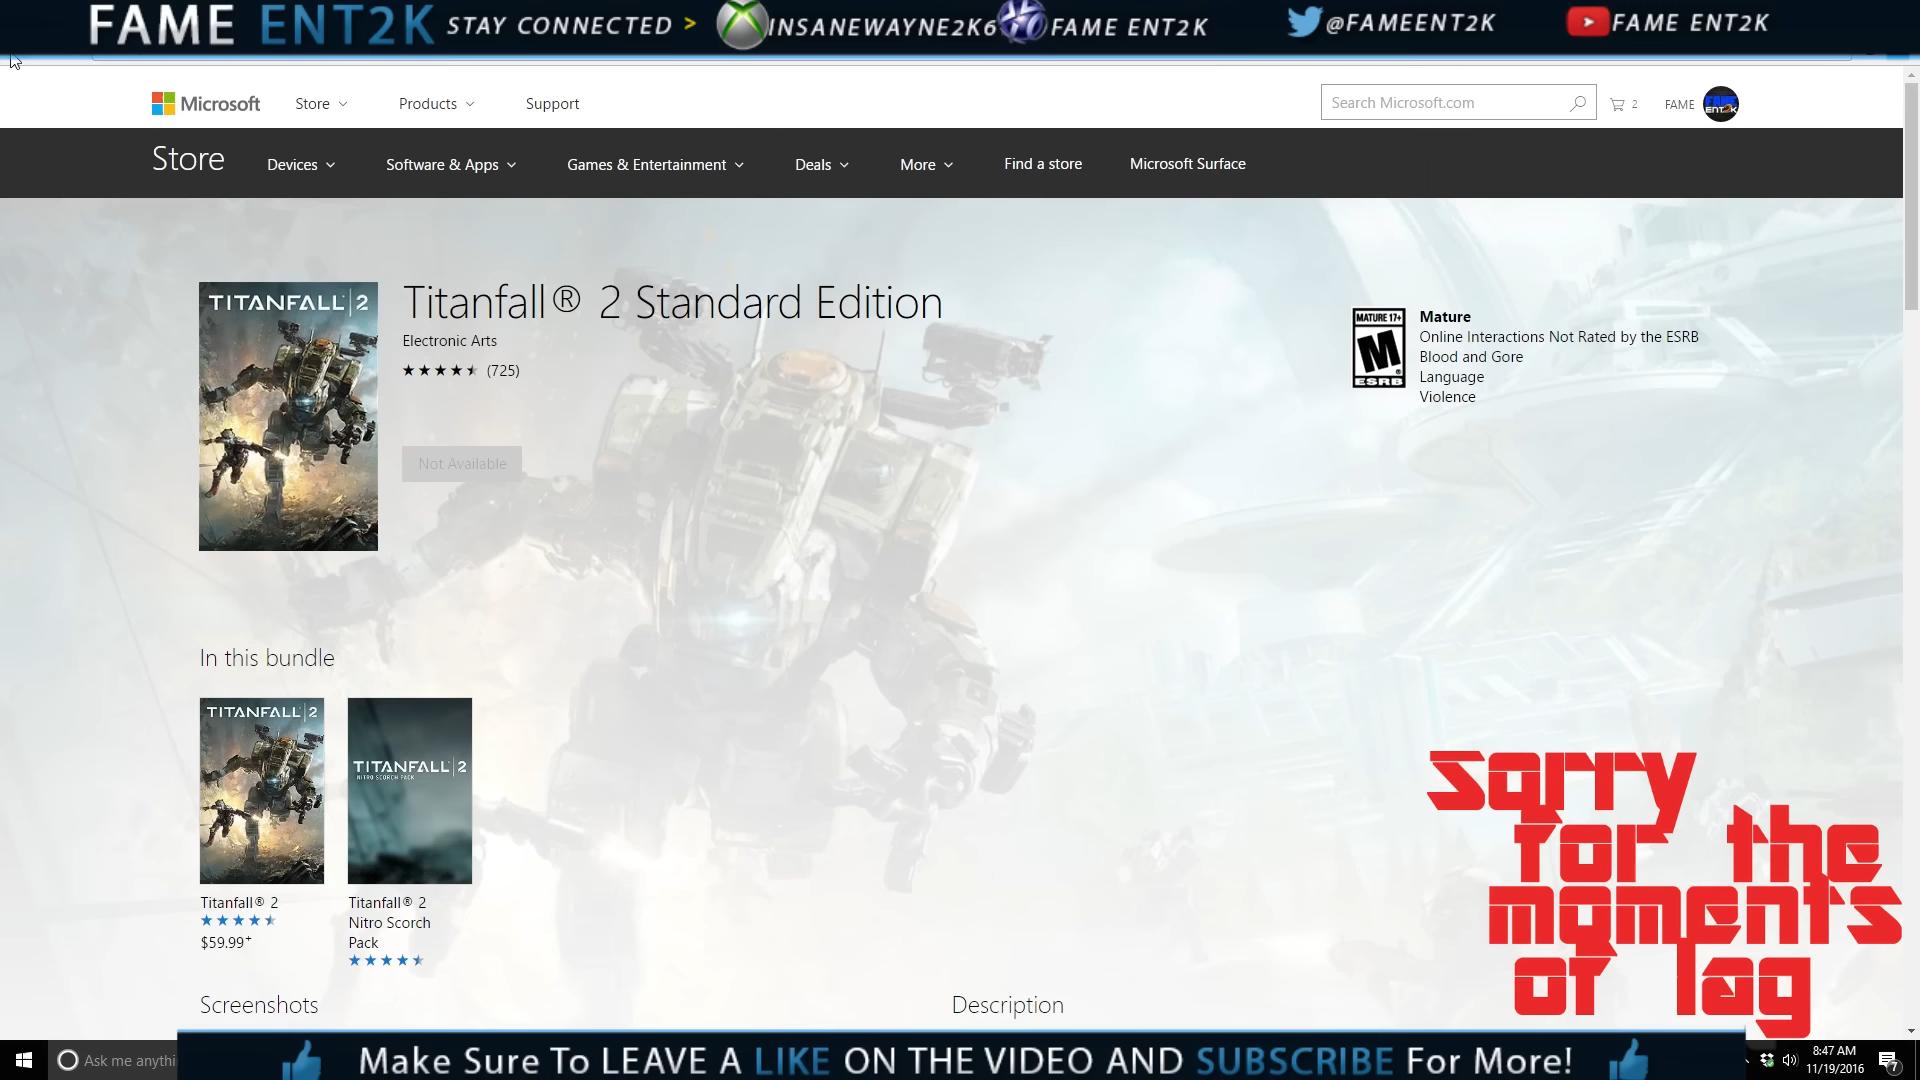 FAME ENT2K STAY CONNECTED > INSANEWAYNE2K6 FAME ENT2K @FAMEENT2K FAME ENT2K
Microsoft Store Products Support Search Microsoft.com 2 FAME
Store Devices Software & Apps Games & Entertainment Deals More Find a store Microsoft Surface
TITANFALL 2
Titanfall® 2 Standard Edition
Electronic Arts
(725)
Not Available
MATURE 17+
M
ESRB
Mature
Online Interactions Not Rated by the ESRB
Blood and Gore
Language
Violence
In this bundle
TITANFALL 2
TITANFALL 2
NITRO SCORCH PACK
Titanfall® 2
$59.99+
Titanfall® 2
Nitro Scorch
Pack
Sorry
for the
moments
of lag
Screenshots
Description
Ask me anythi
Make Sure To LEAVE A LIKE ON THE VIDEO AND SUBSCRIBE For More!
8:47 AM
11/19/2016
7